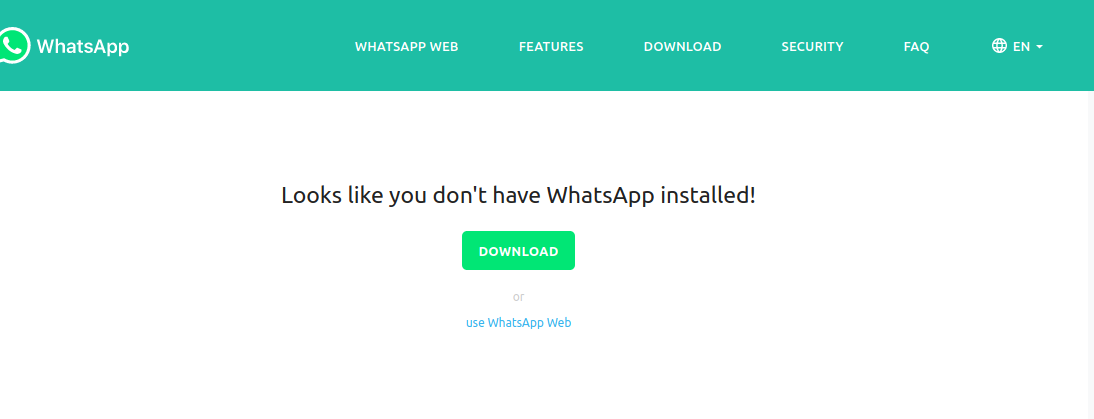 WhatsApp
WHATSAPP WEB FEATURES DOWNLOAD SECURITY FAQ EN
Looks like you don't have WhatsApp installed!
DOWNLOAD
or
use WhatsApp Web